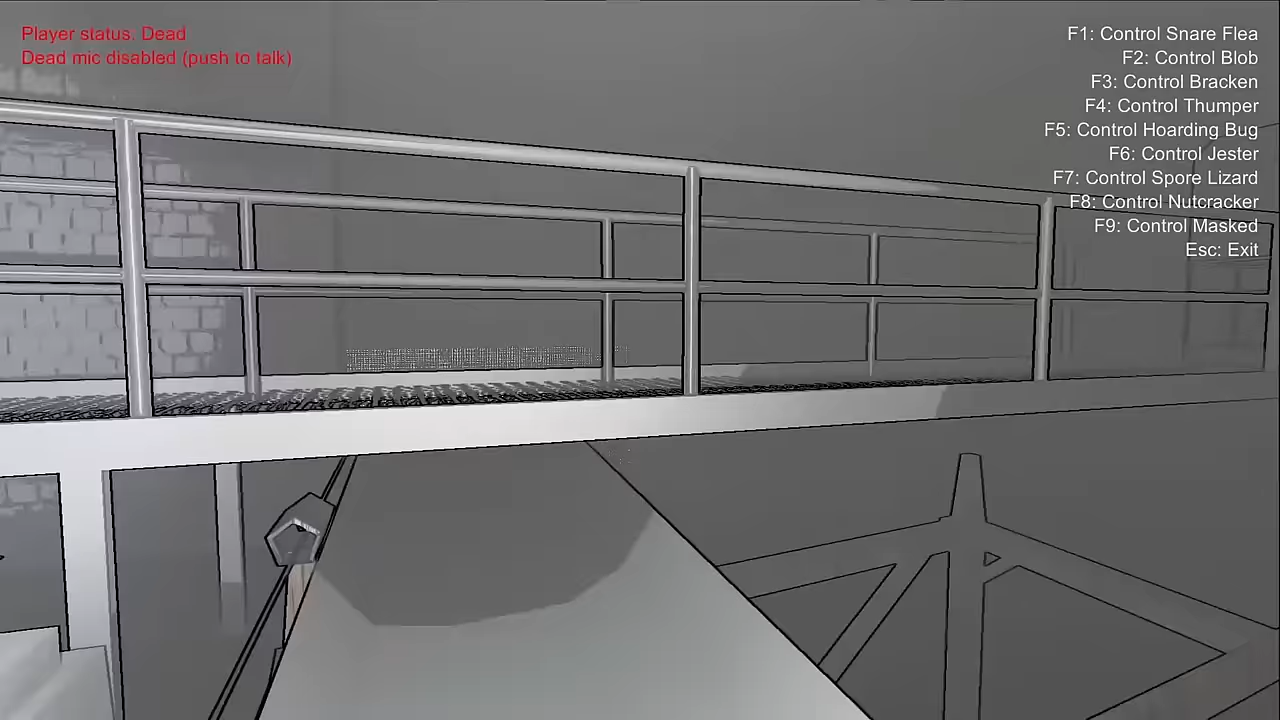 Player status: Dead
Dead mic disabled (push to talk)
F1: Control Snare Flea
F2: Control Blob
F3: Control Bracken
F4: Control Thumper
F5: Control Hoarding Bug
F6: Control Jester
F7: Control Spore Lizard
F8: Control Nutcracker
F9: Control Masked
Esc: Exit